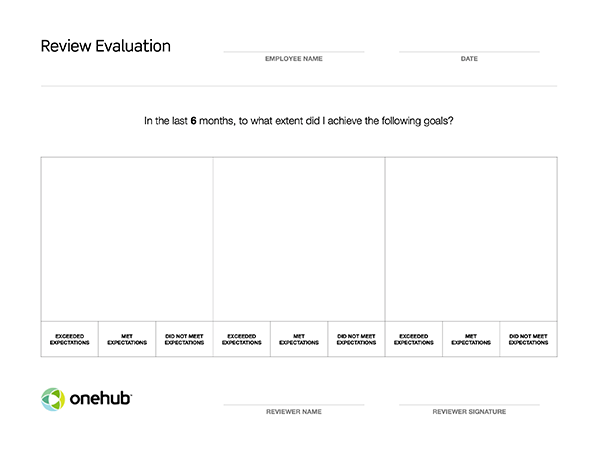 Review Evaluation
EMPLOYEE NAME
DATE
In the last 6 months, to what extent did I achieve the following goals?
EXCEEDED
EXPECTATIONS
MET
EXPECTATIONS
DID NOT MEET
EXPECTATIONS
EXCEEDED
EXPECTATIONS
MET
EXPECTATIONS
DID NOT MEET
EXPECTATIONS
EXCEEDED
EXPECTATIONS
MET
EXPECTATIONS
DID NOT MEET
EXPECTATIONS
onehub
REVIEWER NAME
REVIEWER SIGNATURE